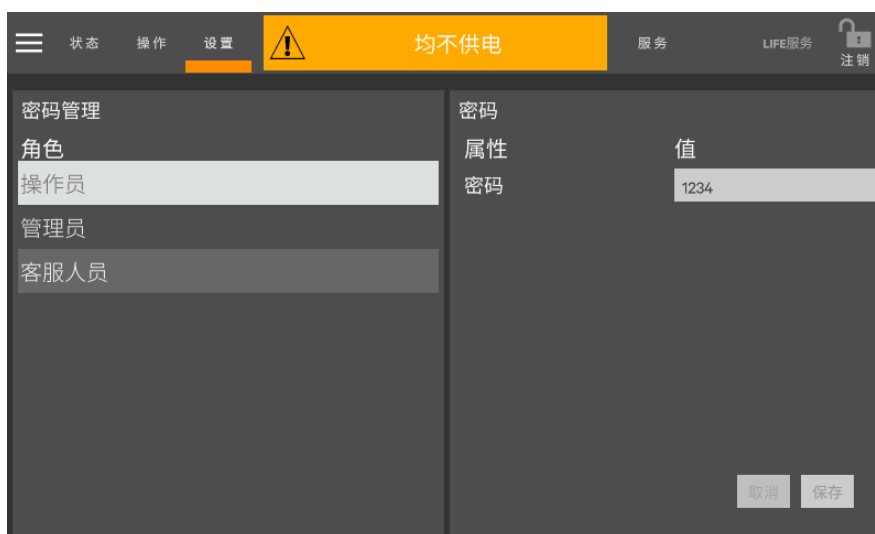 状态 操作 设置 均不供电 服务 LIFE服务 注销
密码管理
角色
操作员
管理员
客服人员
密码
属性 值
密码 1234
取消 保存